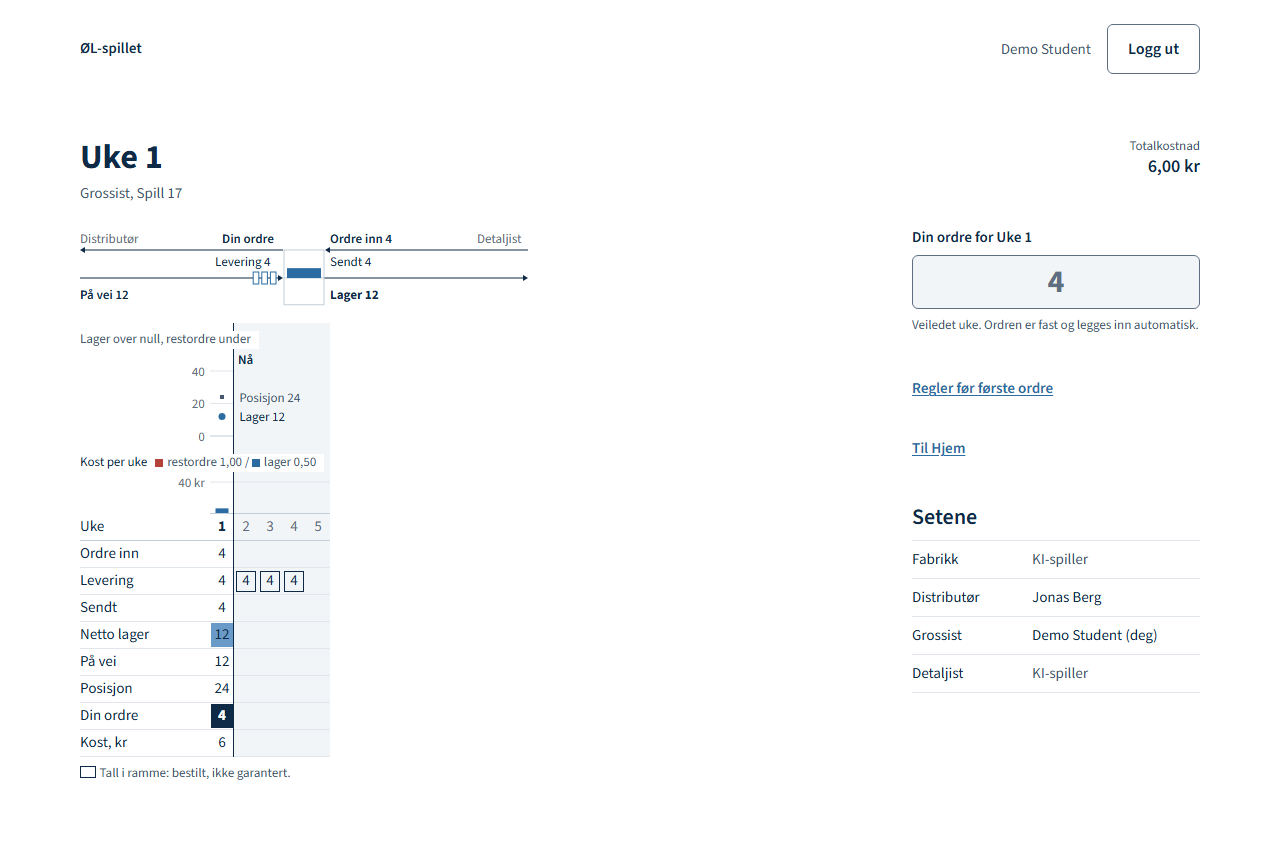 ØL-spillet
Demo Student
Logg ut
Uke 1
Grossist, Spill 17
Totalkostnad
6,00 kr
Distributør
Din ordre
Ordre inn 4
Detaljist
Levering 4
Sendt 4
På vei 12
Lager 12
Lager over null, restordre under
Nå
40
Posisjon 24
20
Lager 12
0
Kost per uke restordre 1,00 / lager 0,50
40 kr
Uke 1 2 3 4 5
Ordre inn 4
Levering 4 4 4 4
Sendt 4
Netto lager 12
På vei 12
Posisjon 24
Din ordre 4
Kost, kr 6
Tall i ramme: bestilt, ikke garantert.
Din ordre for Uke 1
4
Veiledet uke. Ordren er fast og legges inn automatisk.
Regler før første ordre
Til Hjem
Setene
Fabrikk KI-spiller
Distributør Jonas Berg
Grossist Demo Student (deg)
Detaljist KI-spiller